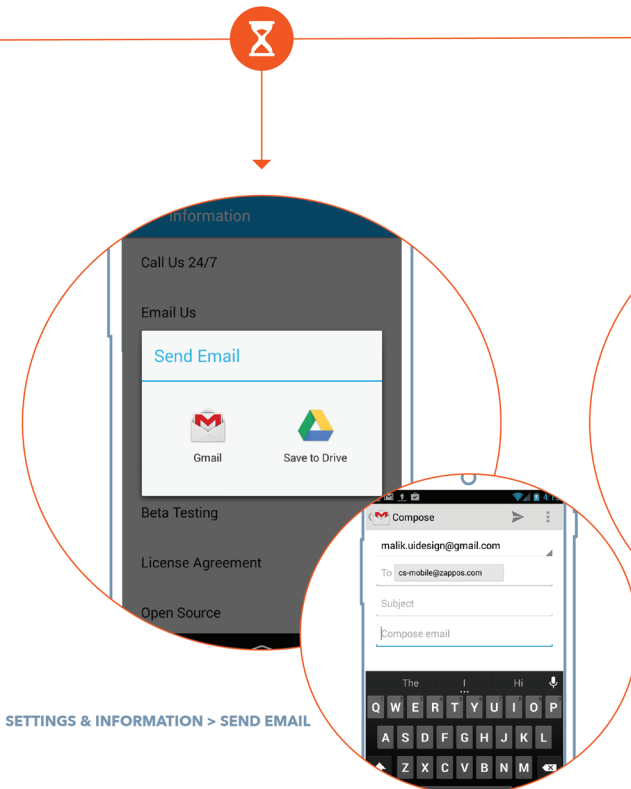 Information
Call Us 24/7
Email Us
Send Email
Gmail
Save to Drive
Beta Testing
License Agreement
Open Source
Compose
malik.uidesign@gmail.com
To cs-mobile@zappos.com
Subject
Compose email
The I Hi
Q W E R T Y U I O P
A S D F G H J K L
Z X C V B N M
SETTINGS & INFORMATION > SEND EMAIL